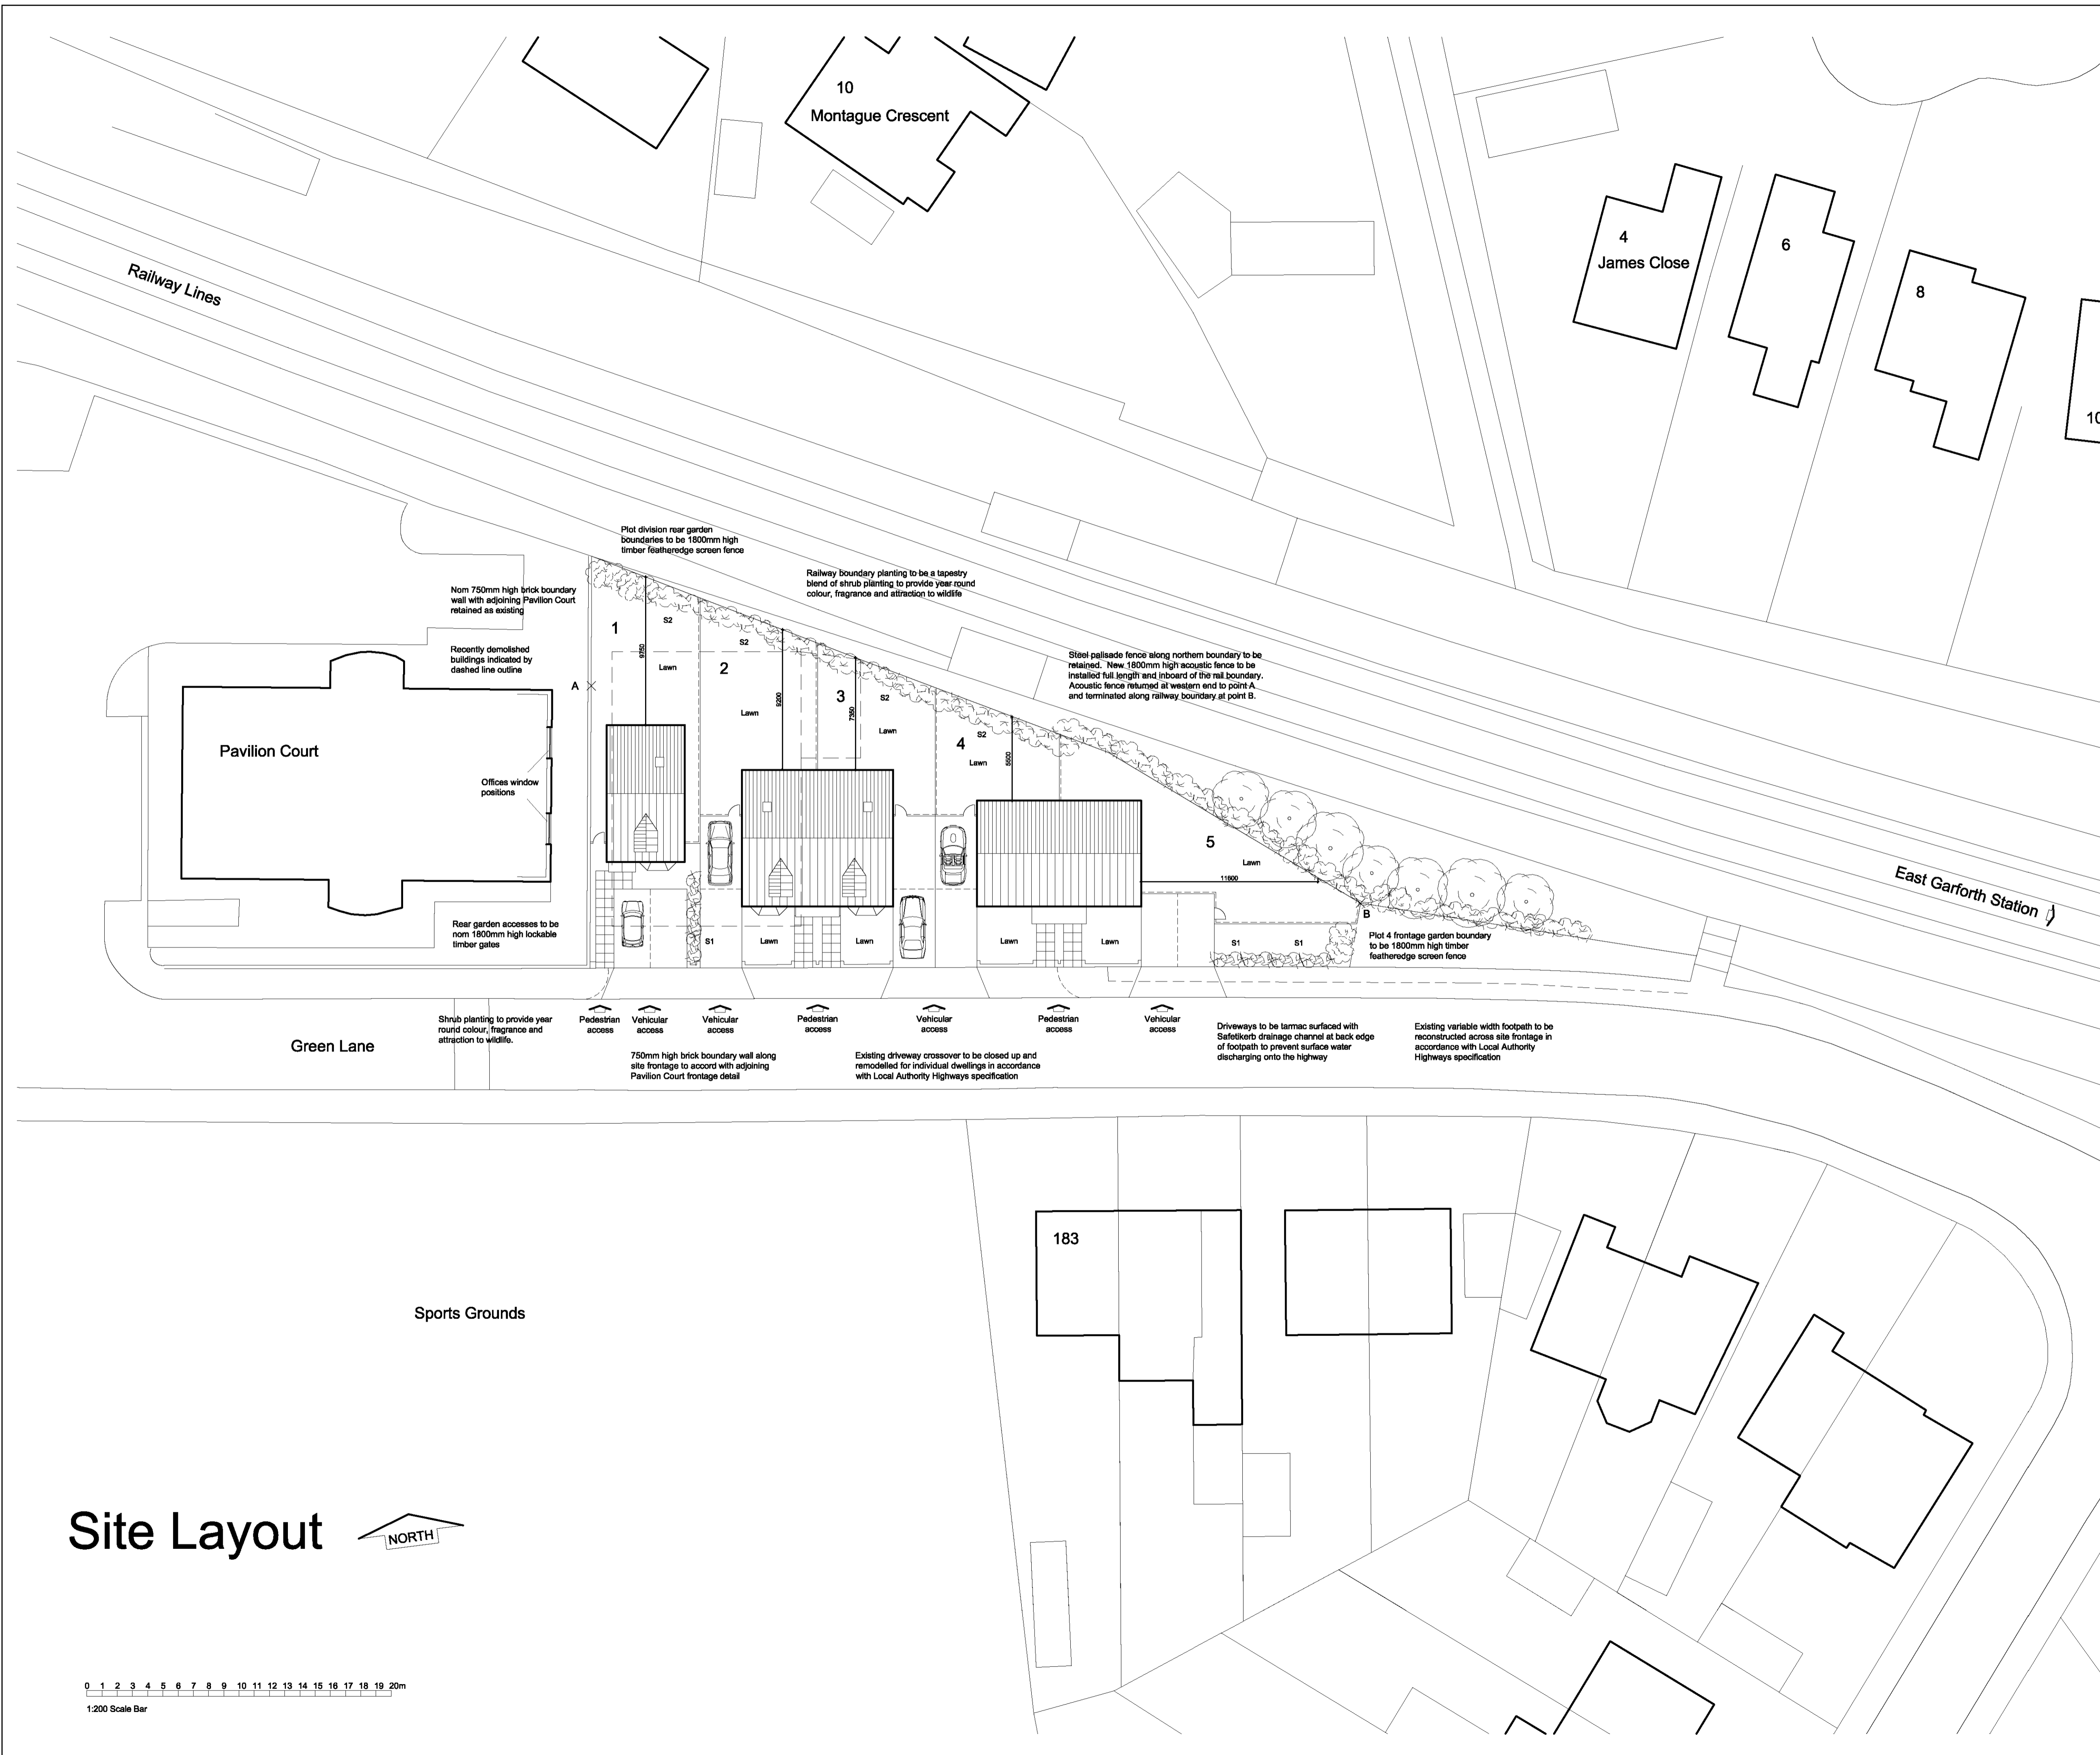 10
Montague Crescent
4
James Close
6
8
10
Railway Lines
Plot division rear garden
boundaries to be 1800mm high
timber featheredge screen fence
Railway boundary planting to be a tapestry
blend of shrub planting to provide year round
colour, fragrance and attraction to wildlife
Nom 750mm high brick boundary
wall with adjoining Pavilion Court
retained as existing
Recently demolished
buildings indicated by
dashed line outline
Steel palisade fence along northern boundary to be
retained. New 1800mm high acoustic fence to be
installed full length and inboard of the rail boundary.
Acoustic fence returned at western end to point A
and terminated along railway boundary at point B.
A
1
S2
9750
Lawn
2
S2
Lawn
9200
3
S2
7350
Lawn
4
S2
Lawn
5500
5
Lawn
11600
Pavilion Court
Offices window
positions
East Garforth Station
B
Rear garden accesses to be
nom 1800mm high lockable
timber gates
S1
Lawn
Lawn
Lawn
Lawn
S1
S1
Plot 4 frontage garden boundary
to be 1800mm high timber
featheredge screen fence
Pedestrian
access
Vehicular
access
Vehicular
access
Pedestrian
access
Vehicular
access
Pedestrian
access
Vehicular
access
Shrub planting to provide year
round colour, fragrance and
attraction to wildlife.
Green Lane
750mm high brick boundary wall along
site frontage to accord with adjoining
Pavilion Court frontage detail
Existing driveway crossover to be closed up and
remodelled for individual dwellings in accordance
with Local Authority Highways specification
Driveways to be tarmac surfaced with
Safetikerb drainage channel at back edge
of footpath to prevent surface water
discharging onto the highway
Existing variable width footpath to be
reconstructed across site frontage in
accordance with Local Authority
Highways specification
183
Sports Grounds
Site Layout
NORTH
0 1 2 3 4 5 6 7 8 9 10 11 12 13 14 15 16 17 18 19 20m
1:200 Scale Bar